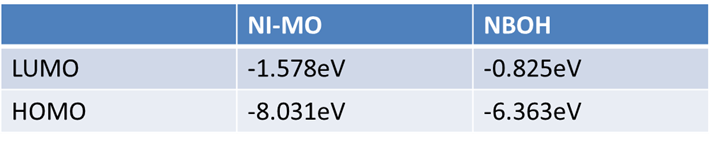 NI-MO NBOH
LUMO -1.578eV -0.825eV
HOMO -8.031eV -6.363eV